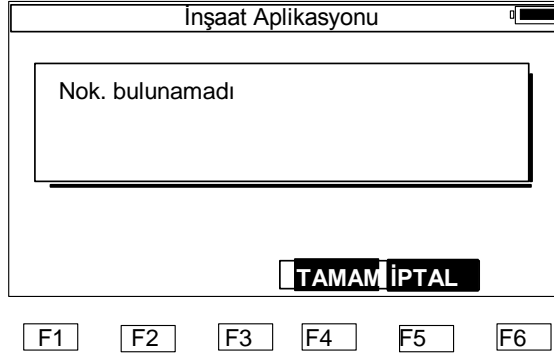 İnşaat Aplikasyonu
Nok. bulunamadı
TAMAM İPTAL
F1 F2 F3 F4 F5 F6